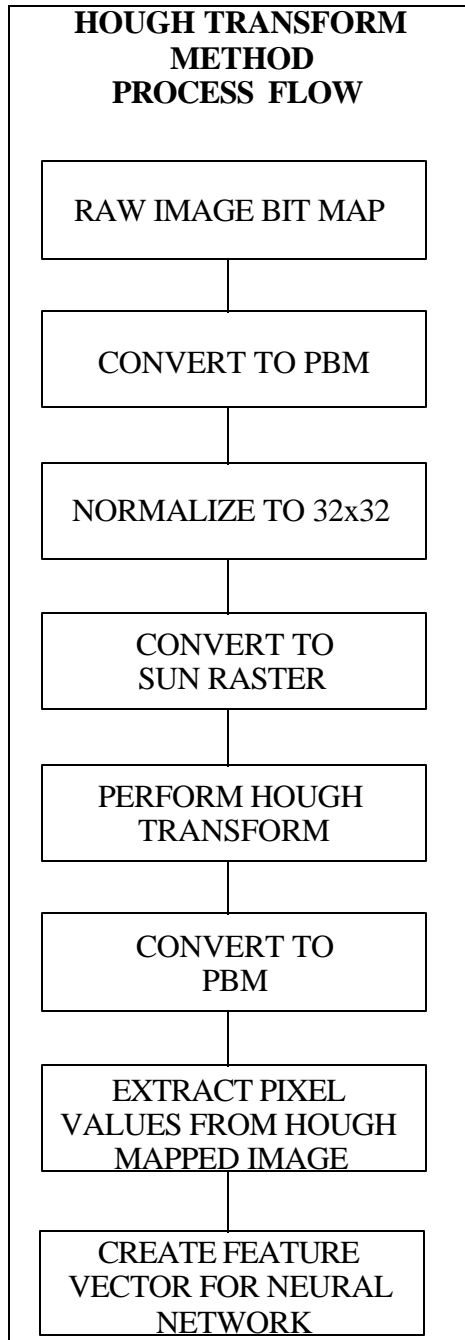 HOUGH TRANSFORM
METHOD
PROCESS FLOW
RAW IMAGE BIT MAP
CONVERT TO PBM
NORMALIZE TO 32x32
CONVERT TO
SUN RASTER
PERFORM HOUGH
TRANSFORM
CONVERT TO
PBM
EXTRACT PIXEL
VALUES FROM HOUGH
MAPPED IMAGE
CREATE FEATURE
VECTOR FOR NEURAL
NETWORK